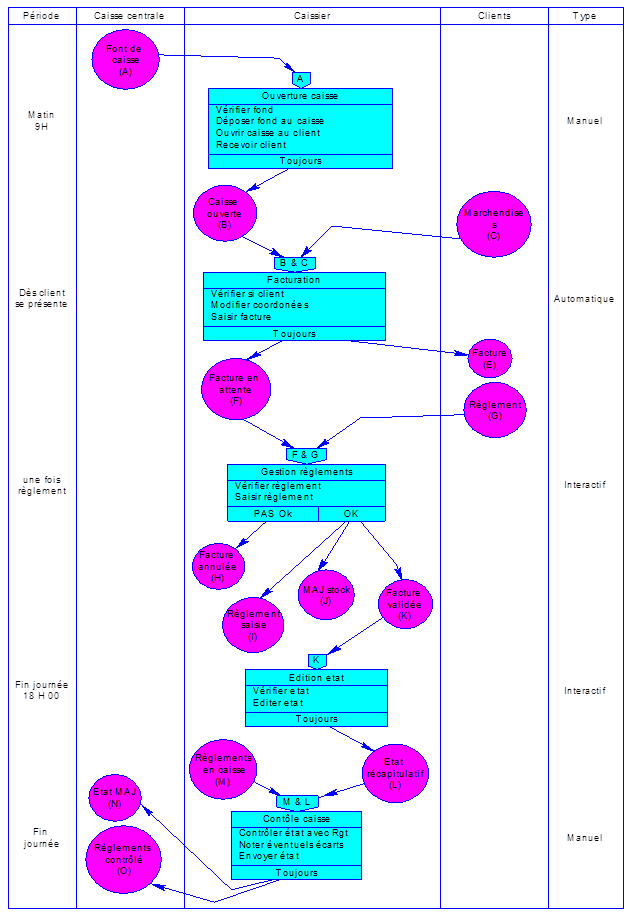 Période Caisse centrale Caissier Clients Type
Font de
caisse
(A)
A
Ouverture caisse
Vérifier fond
Déposer fond au caisse
Ouvrir caisse au client
Recevoir client
Toujours
Matin
9H
Manuel
Caisse
ouverte
(B)
Marchendise
s
(C)
B & C
Facturation
Vérifier si client
Modifier coordonées
Saisir facture
Toujours
Dès client
se présente
Automatique
Facture
(E)
Facture en
attente
(F)
Règlement
(G)
F & G
Gestion règlements
Vérifier règlement
Saisir règlement
PAS Ok OK
une fois
règlement
Interactif
Facture
annulée
(H)
Règlement
saisie
(I)
MAJ stock
(J)
Facture
validée
(K)
K
Edition etat
Vérifier etat
Editer etat
Toujours
Fin journée
18 H 00
Interactif
Règlements
en caisse
(M)
Etat
récapitulatif
(L)
M & L
Contôle caisse
Contrôler état avec Rgt
Noter éventuels écarts
Envoyer état
Toujours
Etat MAJ
(N)
Règlements
contrôlé
(O)
Fin
journée
Manuel